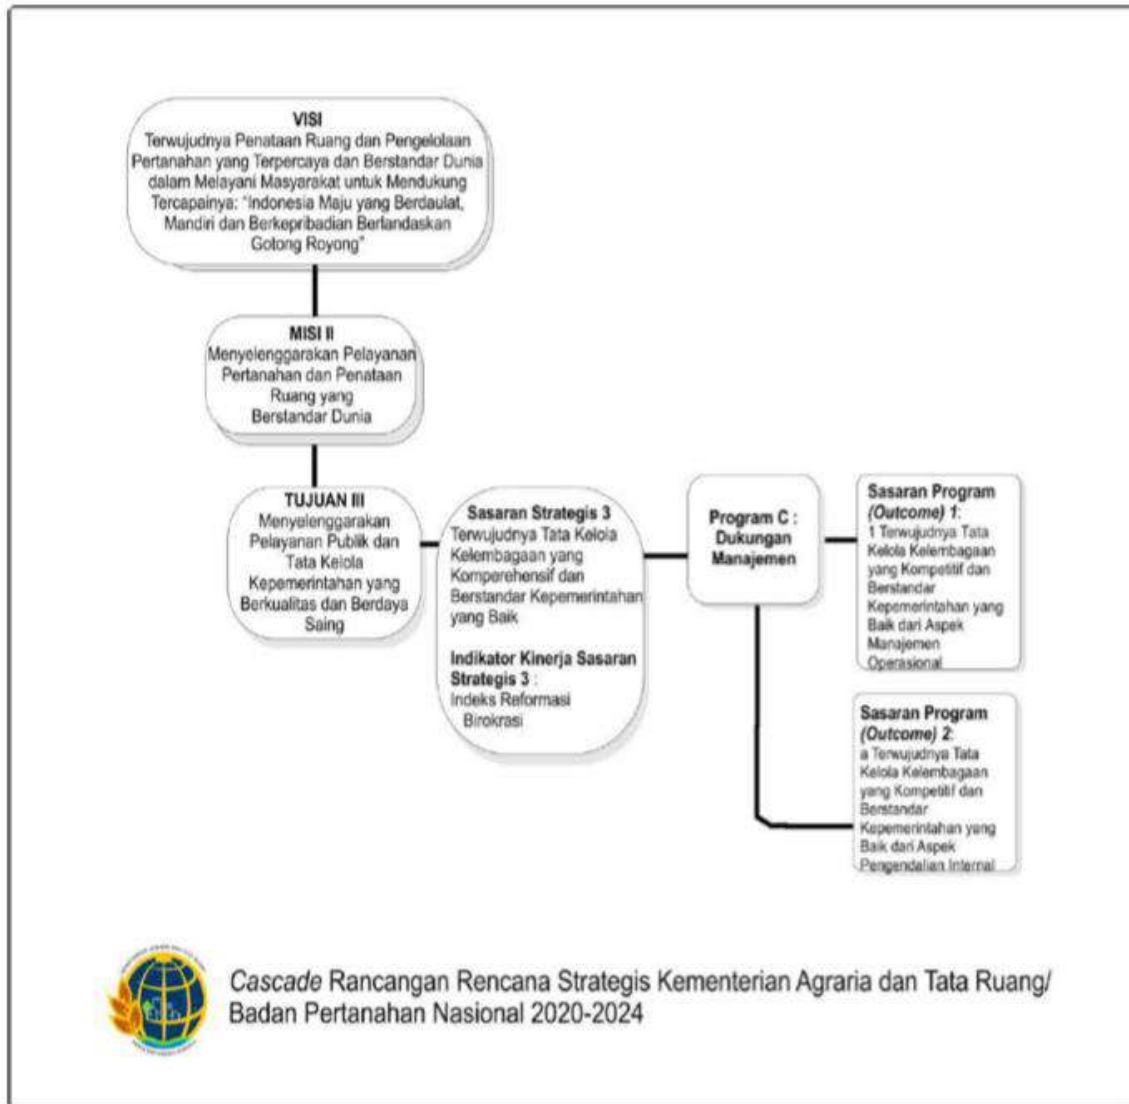 VISI
Terwujudnya Penataan Ruang dan Pengelolaan
Pertanahan yang Terpercaya dan Berstandar Dunia
dalam Melayani Masyarakat untuk Mendukung
Tercapainya: "Indonesia Maju yang Berdaulat,
Mandiri dan Berkepribadian Berlandaskan
Gotong Royong"
MISI II
Menyelenggarakan Pelayanan
Pertanahan dan Penataan
Ruang yang
Berstandar Dunia
TUJUAN III
Menyelenggarakan
Pelayanan Publik dan
Tata Kelola
Kepemerintahan yang
Berkualitas dan Berdaya
Saing
Sasaran Strategis 3
Terwujudnya Tata Kelola
Kelembagaan yang
Komperehensif dan
Berstandar Kepemerintahan
yang Baik
Indikator Kinerja Sasaran
Strategis 3 :
Indeks Reformasi
Birokrasi
Program C :
Dukungan
Manajemen
Sasaran Program
(Outcome) 1:
1 Terwujudnya Tata
Kelola Kelembagaan
yang Kompetitif dan
Berstandar
Kepemerintahan yang
Baik dari Aspek
Manajemen
Operasional
Sasaran Program
(Outcome) 2:
a Terwujudnya Tata
Kelola Kelembagaan
yang Kompetitif dan
Berstandar
Kepemerintahan yang
Baik dari Aspek
Pengendalian Internal
Cascade Rancangan Rencana Strategis Kementerian Agraria dan Tata Ruang/
Badan Pertanahan Nasional 2020-2024